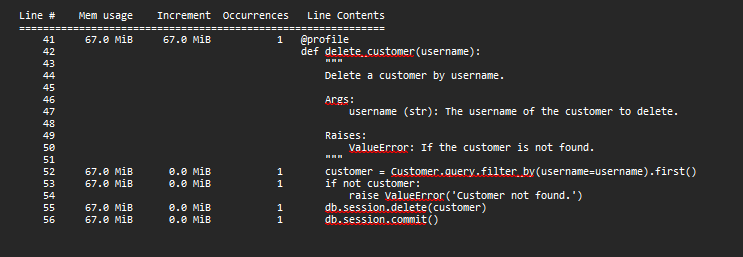 Line #    Mem usage    Increment  Occurrences   Line Contents
=============================================================
    41     67.0 MiB     67.0 MiB           1   @profile
    42                                         def delete_customer(username):
    43                                             """
    44                                             Delete a customer by username.
    45
    46                                             Args:
    47                                                 username (str): The username of the customer to delete.
    48
    49                                             Raises:
    50                                                 ValueError: If the customer is not found.
    51                                             """
    52     67.0 MiB      0.0 MiB           1       customer = Customer.query.filter_by(username=username).first()
    53     67.0 MiB      0.0 MiB           1       if not customer:
    54                                                 raise ValueError('Customer not found.')
    55     67.0 MiB      0.0 MiB           1       db.session.delete(customer)
    56     67.0 MiB      0.0 MiB           1       db.session.commit()